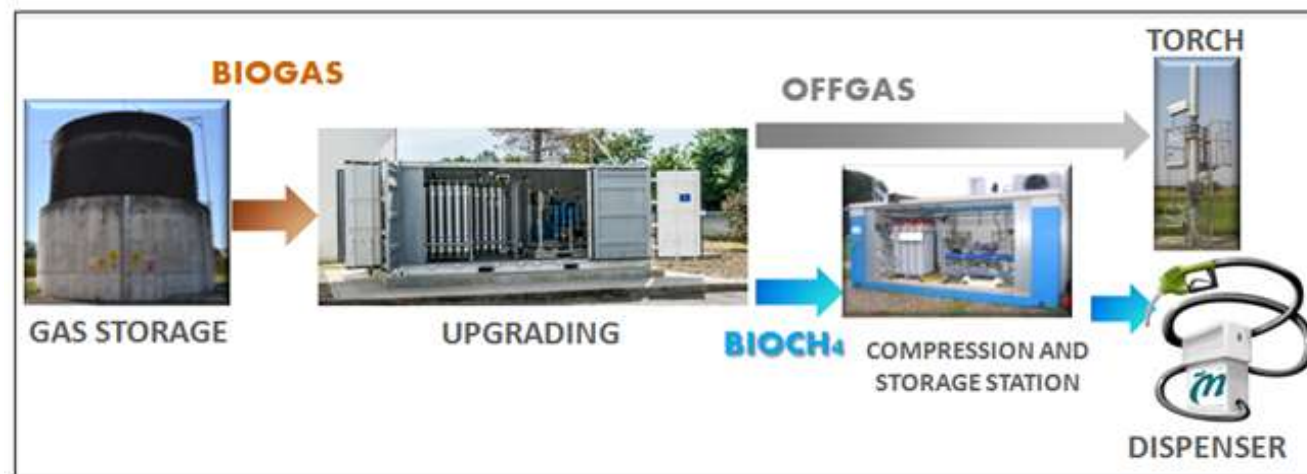 TORCH
BIOGAS
OFFGAS
GAS STORAGE
UPGRADING
BIOCH4
COMPRESSION AND
STORAGE STATION
DISPENSER